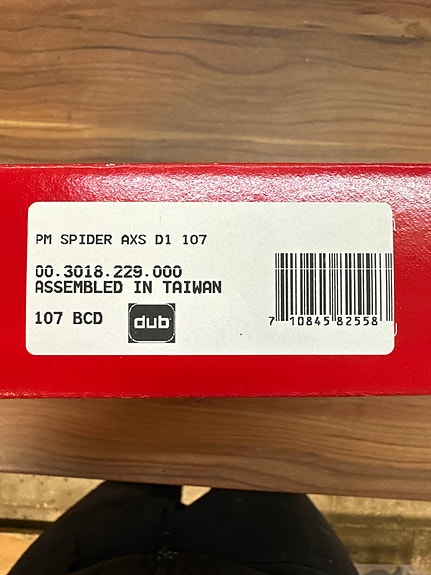 PM SPIDER AXS D1 107
00.3018.229.000
ASSEMBLED IN TAIWAN
107 BCD
dub
7 10845 82558